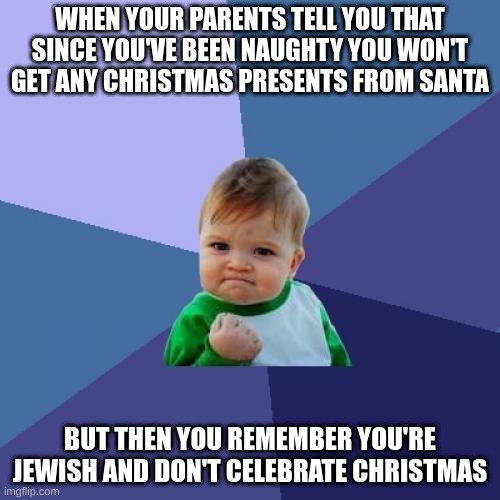 WHEN YOUR PARENTS TELL YOU THAT
SINCE YOU'VE BEEN NAUGHTY YOU WON'T
GET ANY CHRISTMAS PRESENTS FROM SANTA
BUT THEN YOU REMEMBER YOU'RE
JEWISH AND DON'T CELEBRATE CHRISTMAS
imgflip.com